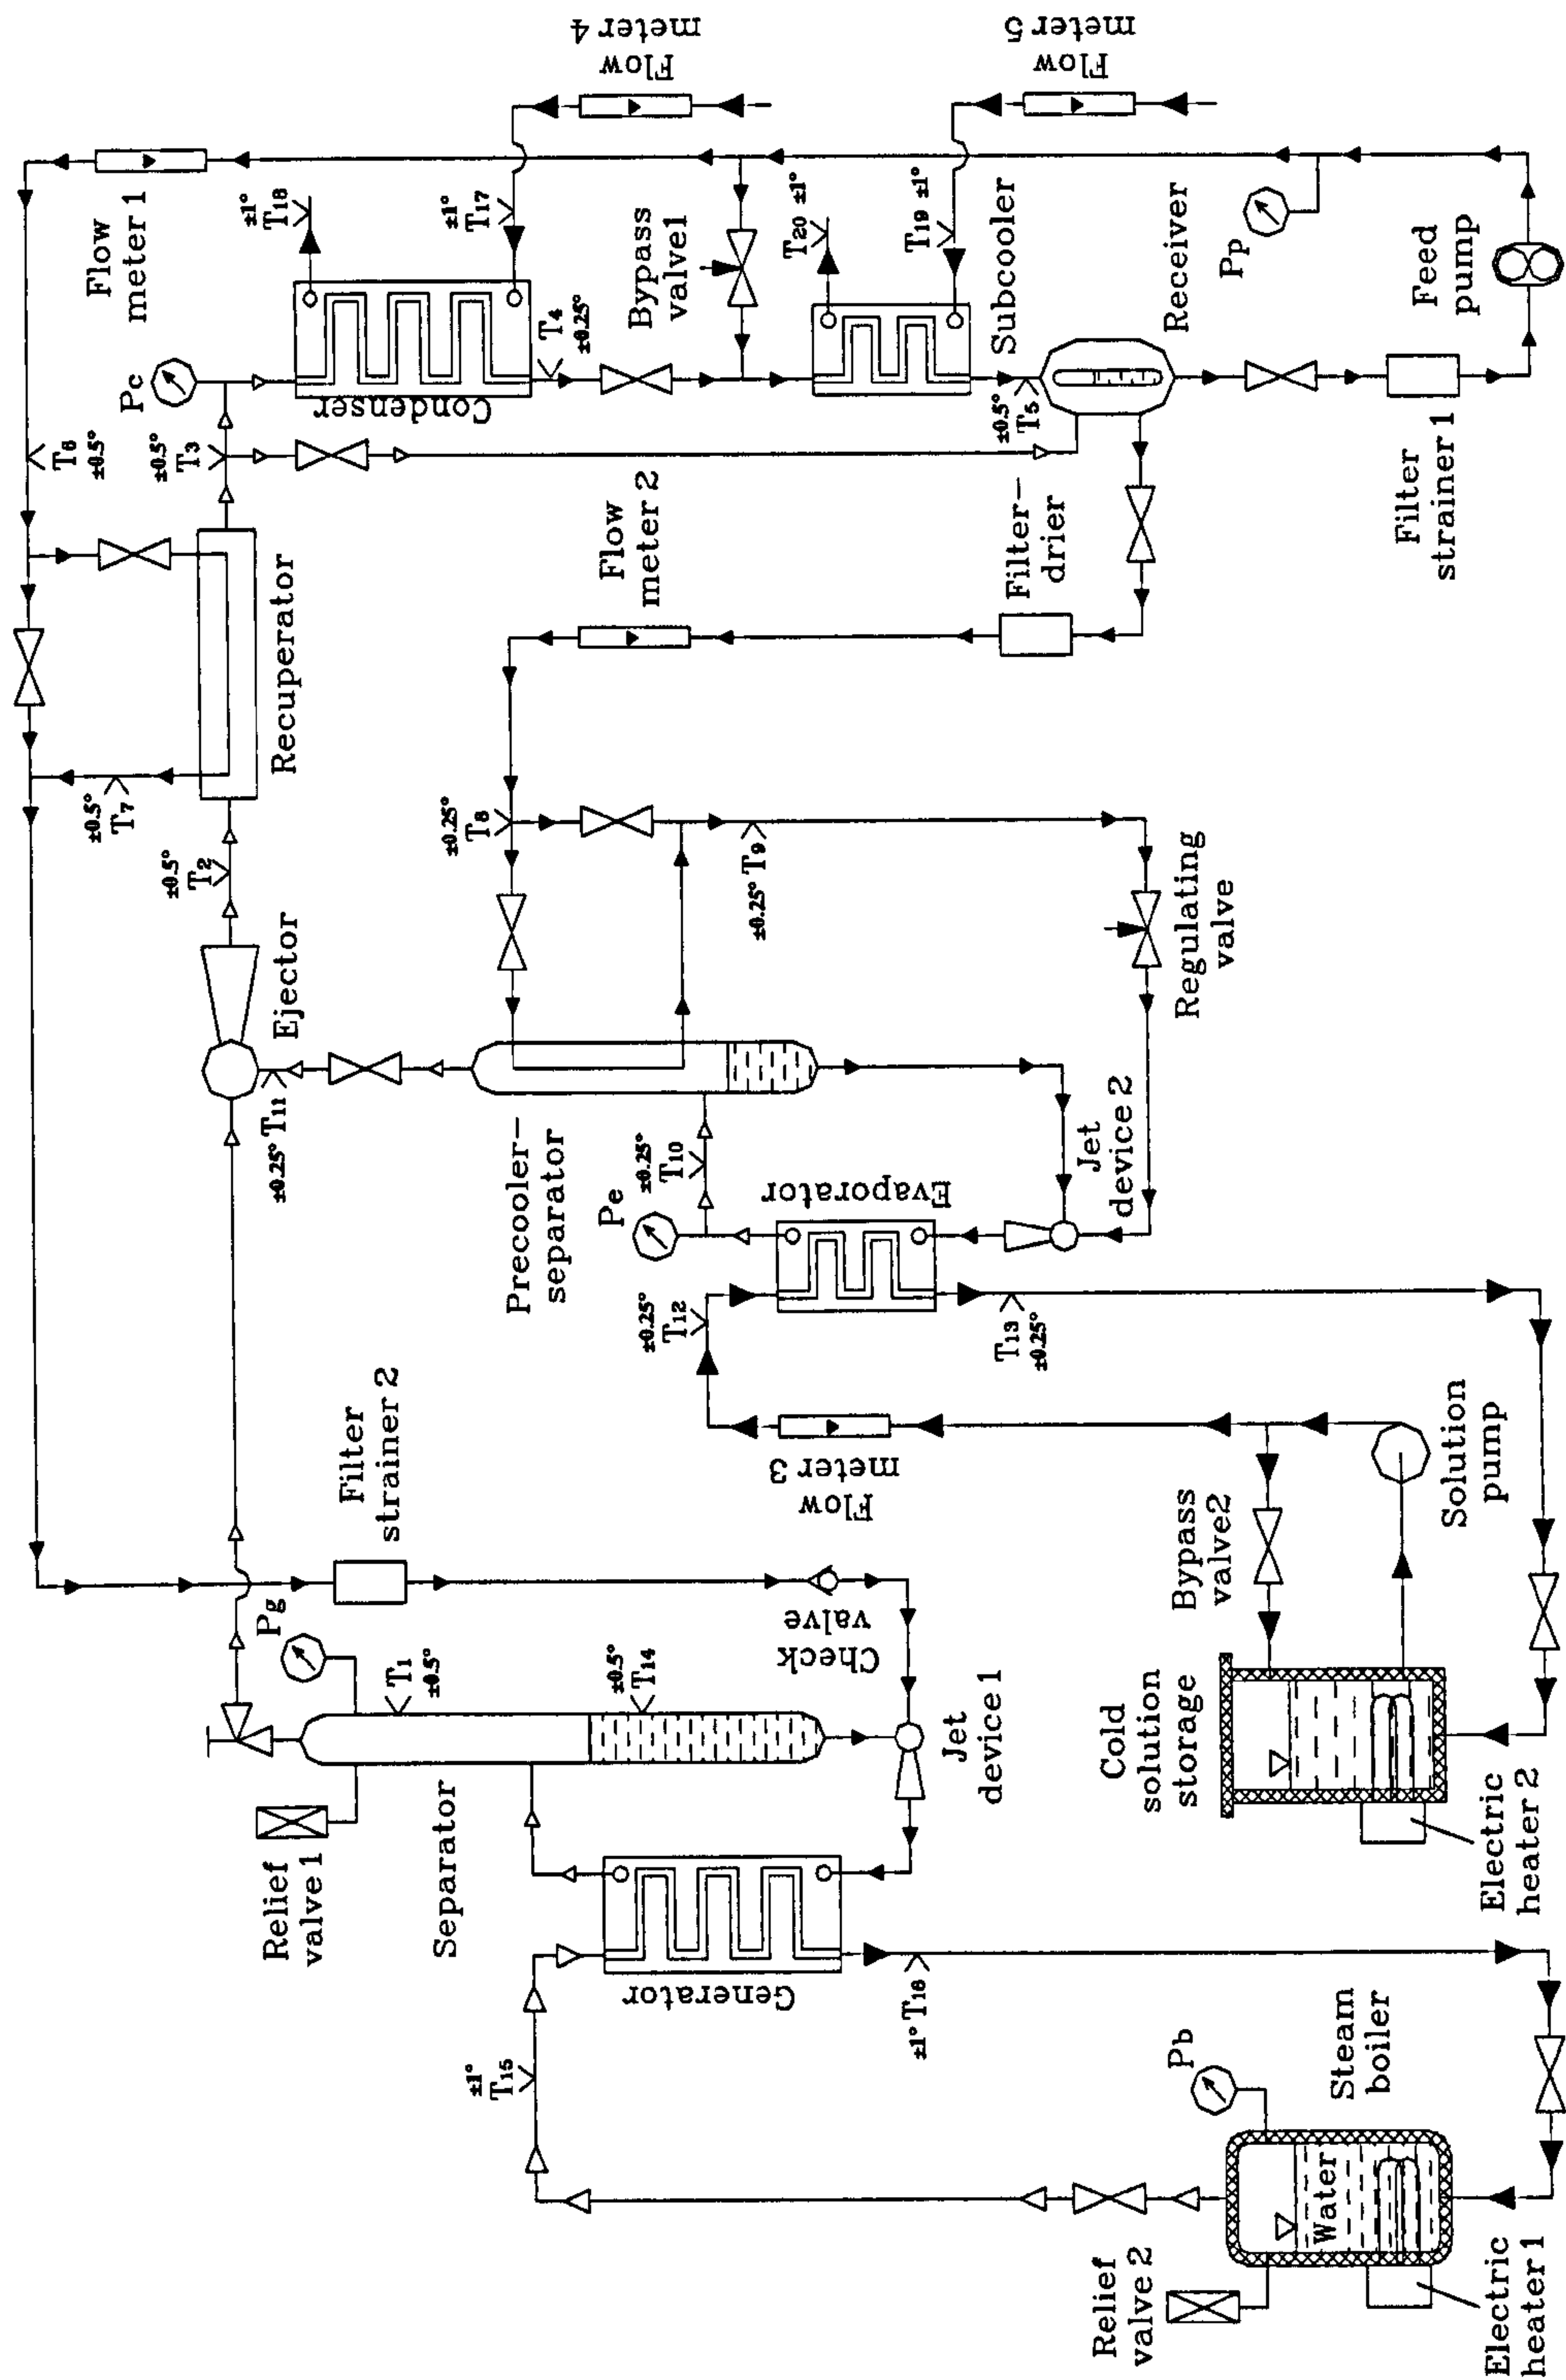 Relief
valve 2
Electric
heater 1
Water
Pb
Steam
boiler
±1°
T15
Generator
±1° T16
Relief
valve 1
Separator
Pg
T1
±0.5°
±0.5°
T14
Jet
device 1
Check
valve
Filter
strainer 2
Electric
heater 2
Cold
solution
storage
Bypass
valve2
Solution
pump
Flow
meter 3
±0.25°
T12
T13
±0.25°
Evaporator
Pe
±0.25°
T10
Jet
device 2
Precooler-
separator
±0.25° T11
Ejector
±0.5°
T2
±0.5°
T7
Recuperator
±0.25°
T8
±0.25° T9
Regulating
valve
Flow
meter 2
Filter-
drier
T6
±0.5°
±0.5°
T3
Pc
Condenser
T4
±0.25°
Flow
meter 1
±1°
T18
±1°
T17
Bypass
valve1
T20 ±1°
T19 ±1°
Subcooler
±0.5°
T5
Receiver
Pp
Filter
strainer 1
Feed
pump
Flow
meter 4
Flow
meter 5